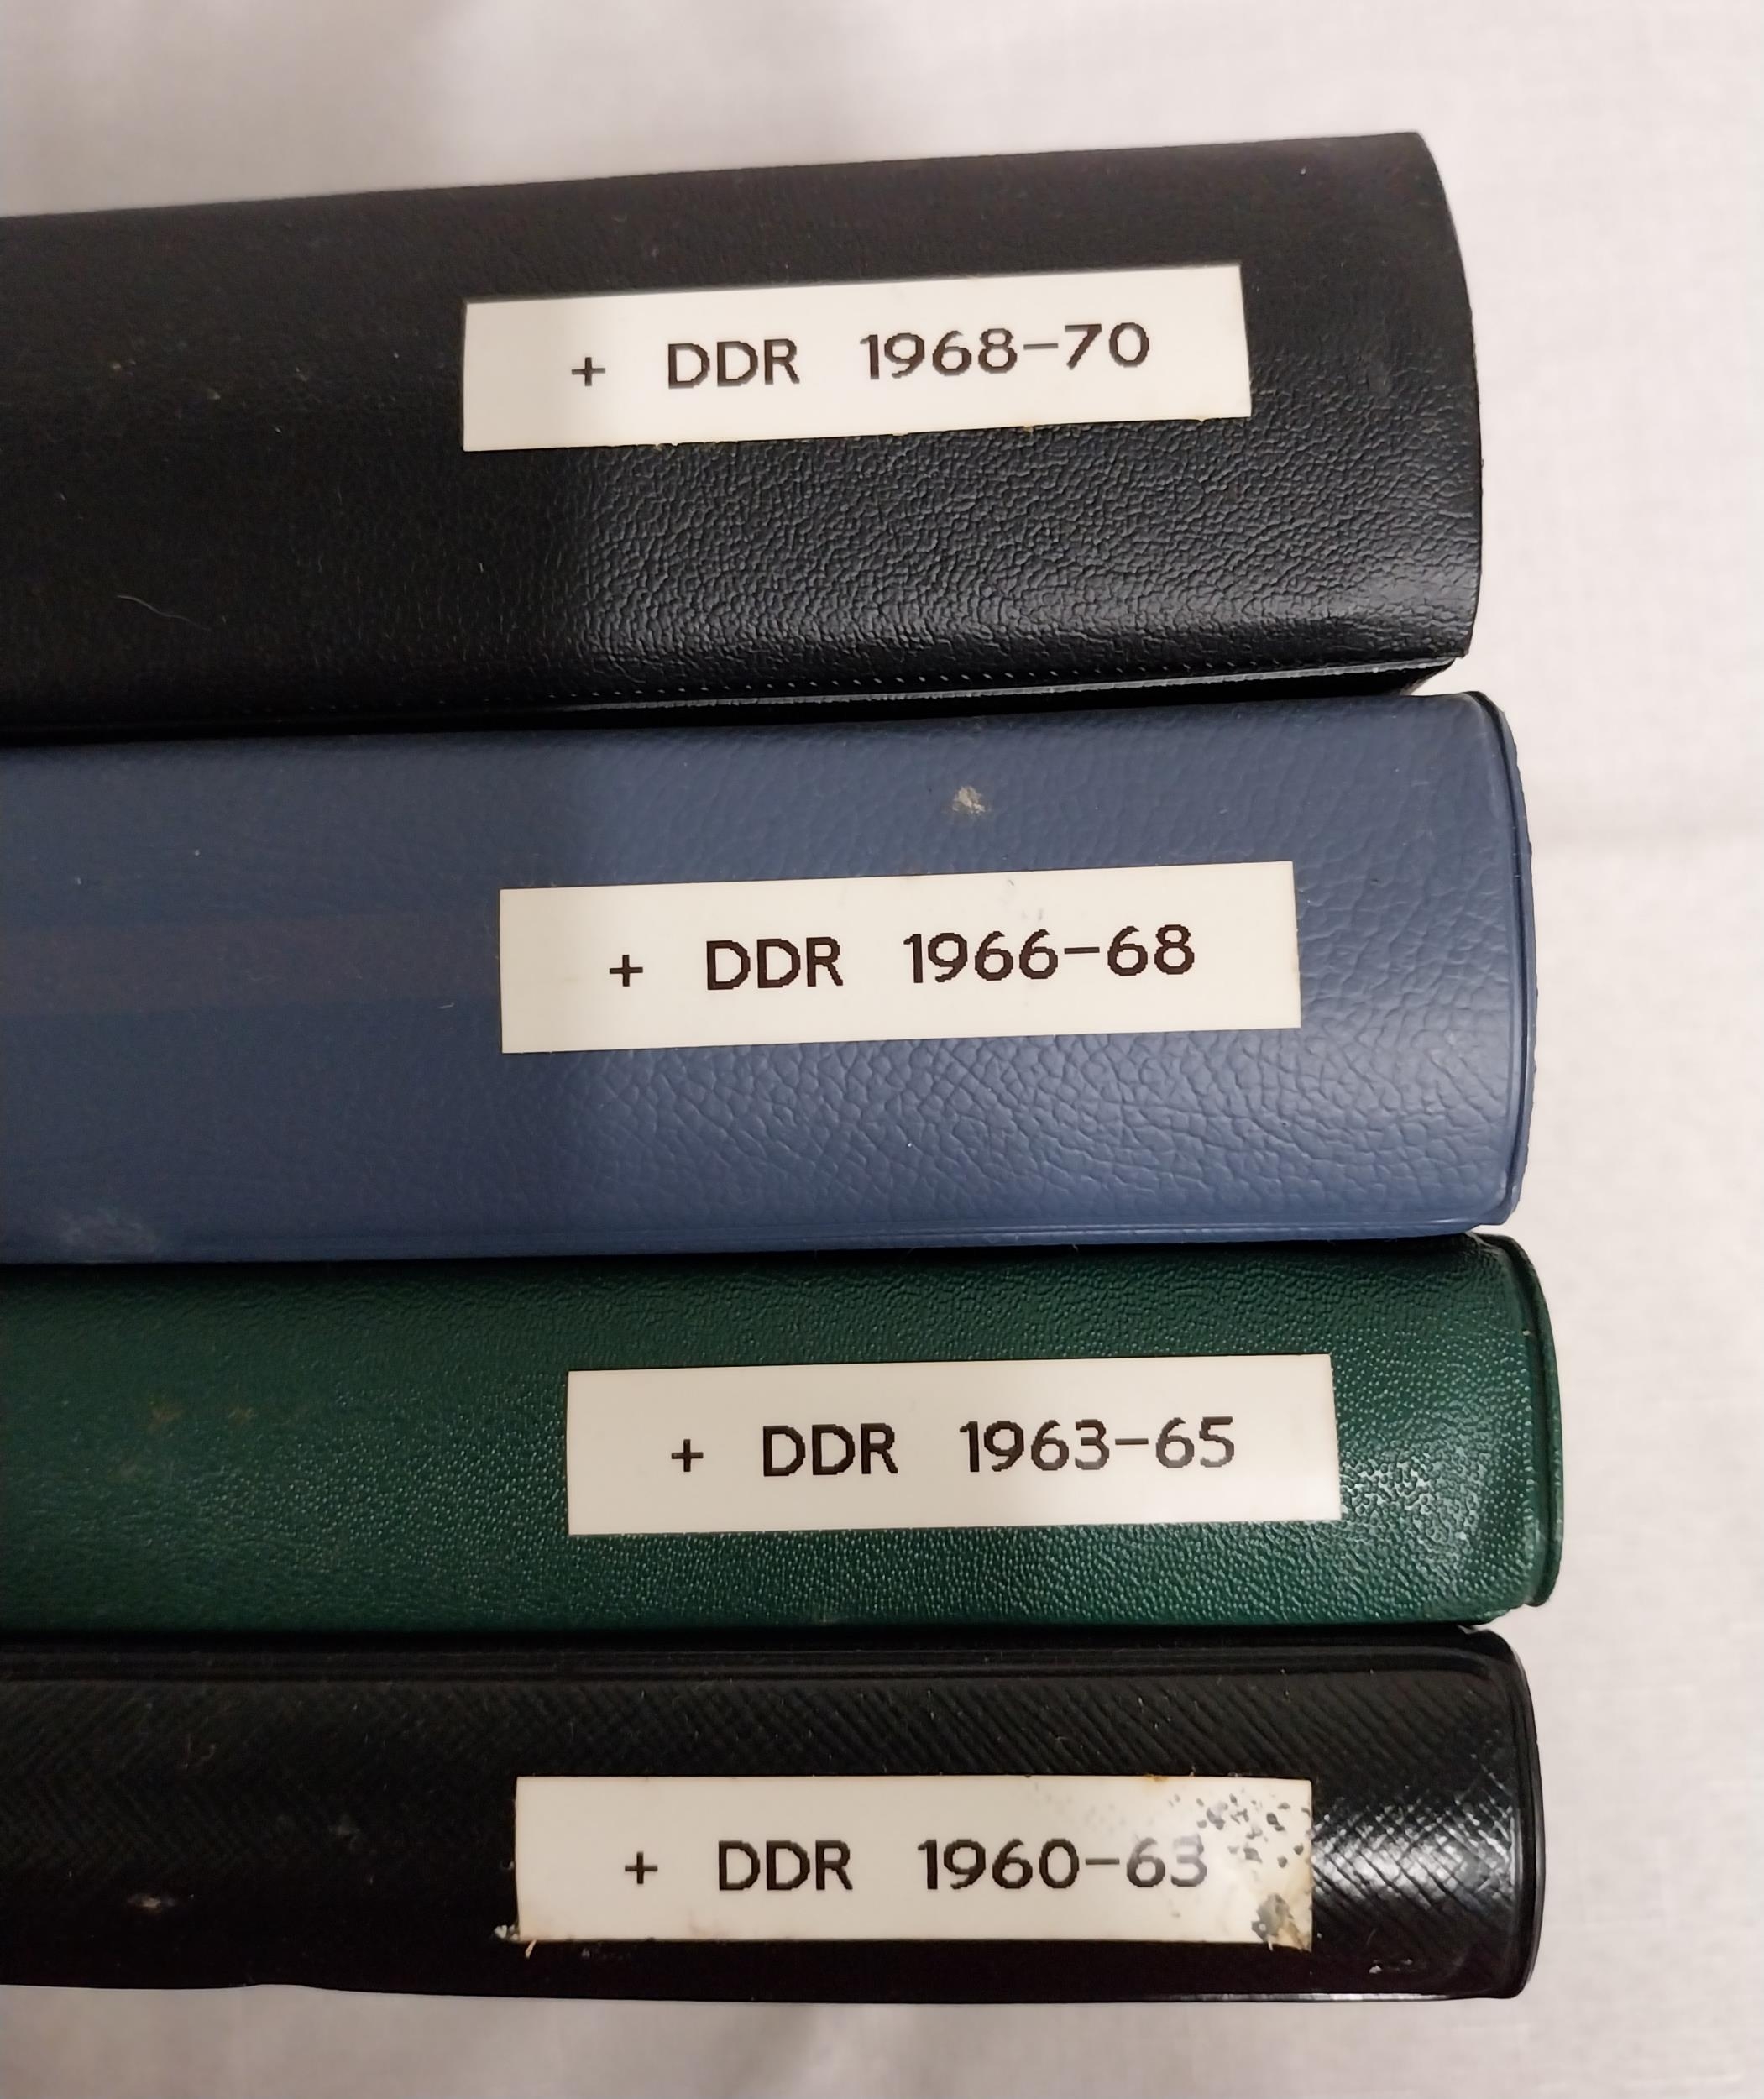 + DDR 1968-70
+ DDR 1966-68
+ DDR 1963-65
+ DDR 1960-63